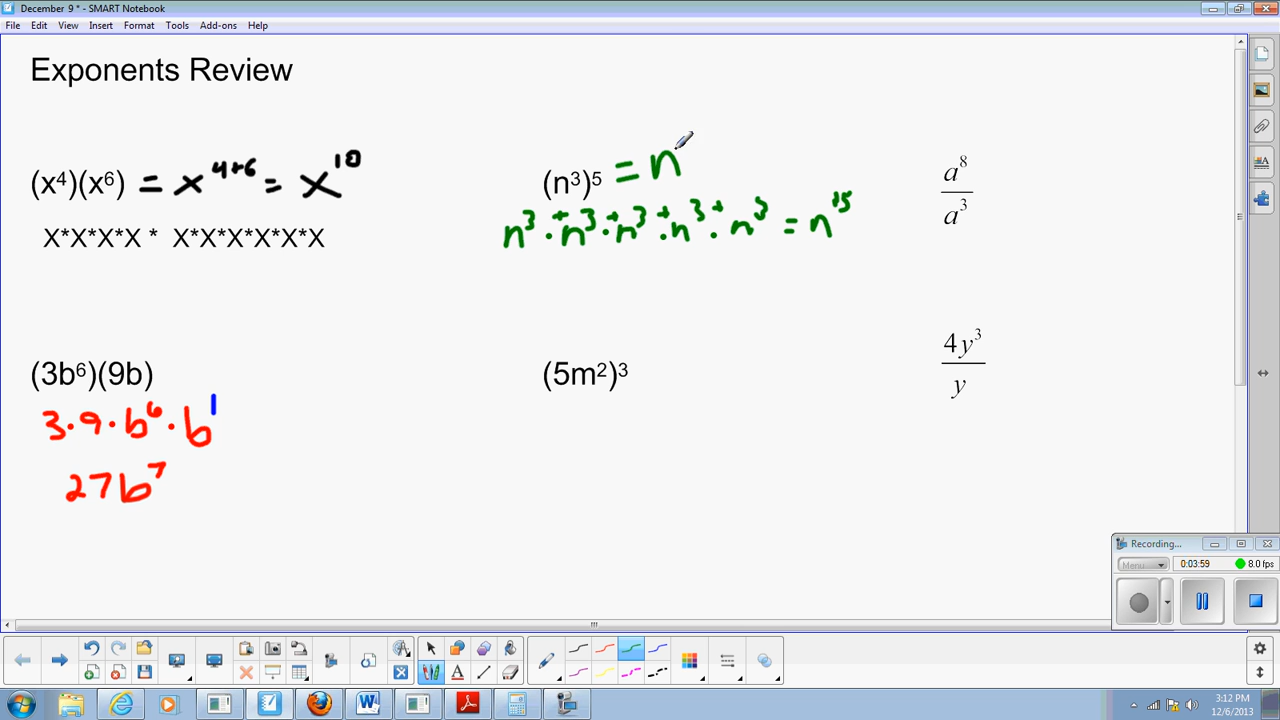 December 9 * - SMART Notebook
File Edit View Insert Format Tools Add-ons Help
Exponents Review
(x⁴)(x⁶) = x⁴⁺⁶ = x¹⁰
X*X*X*X * X*X*X*X*X*X
(n³)⁵ = n
n³ · + n³ · + n³ · + n³ · + n³ = n¹⁵
a⁸
a³
(3b⁶)(9b)
3 · 9 · b⁶ · b¹
27b⁷
(5m²)³
4y³
y
Recording...
Menu 0:03:59 8.0 fps
3:12 PM
12/6/2013